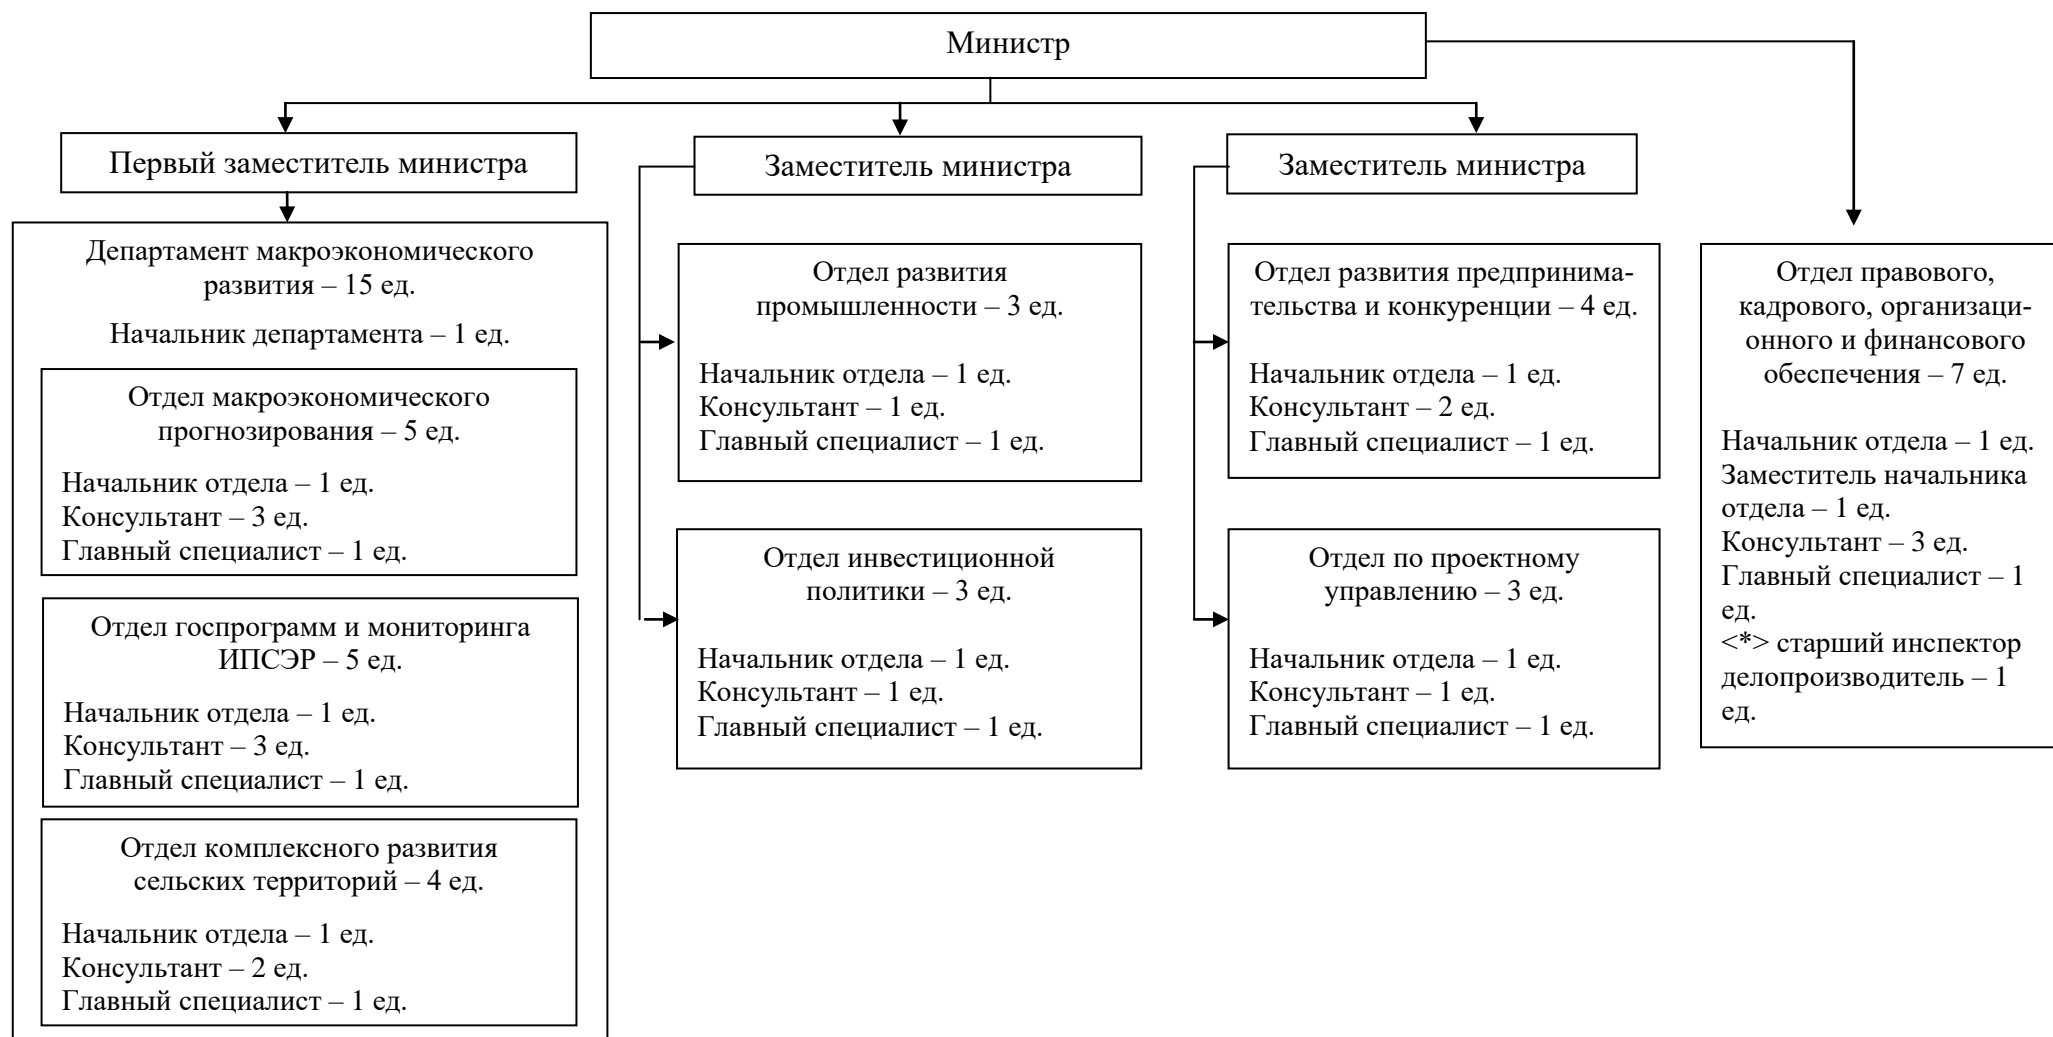 Министр
Первый заместитель министра
Заместитель министра
Заместитель министра
Департамент макроэкономического
развития – 15 ед.
Начальник департамента – 1 ед.
Отдел макроэкономического
прогнозирования – 5 ед.
Начальник отдела – 1 ед.
Консультант – 3 ед.
Главный специалист – 1 ед.
Отдел госпрограмм и мониторинга
ИПСЭР – 5 ед.
Начальник отдела – 1 ед.
Консультант – 3 ед.
Главный специалист – 1 ед.
Отдел комплексного развития
сельских территорий – 4 ед.
Начальник отдела – 1 ед.
Консультант – 2 ед.
Главный специалист – 1 ед.
Отдел развития
промышленности – 3 ед.
Начальник отдела – 1 ед.
Консультант – 1 ед.
Главный специалист – 1 ед.
Отдел инвестиционной
политики – 3 ед.
Начальник отдела – 1 ед.
Консультант – 1 ед.
Главный специалист – 1 ед.
Отдел развития предпринима-
тельства и конкуренции – 4 ед.
Начальник отдела – 1 ед.
Консультант – 2 ед.
Главный специалист – 1 ед.
Отдел по проектному
управлению – 3 ед.
Начальник отдела – 1 ед.
Консультант – 1 ед.
Главный специалист – 1 ед.
Отдел правового,
кадрового, организаци-
онного и финансового
обеспечения – 7 ед.
Начальник отдела – 1 ед.
Заместитель начальника
отдела – 1 ед.
Консультант – 3 ед.
Главный специалист – 1
ед.
<*> старший инспектор
делопроизводитель – 1
ед.